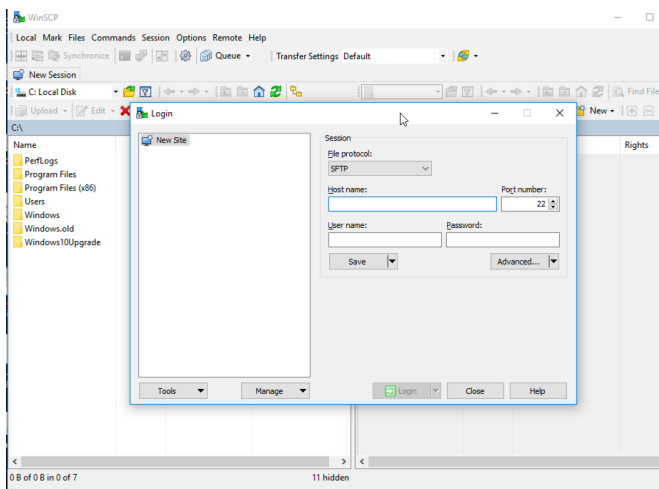 WinSCP
Local Mark Files Commands Session Options Remote Help
Synchronize Queue Transfer Settings Default
New Session
C: Local Disk Find File
Upload Edit New
C:\
Name Rights
PerfLogs
Program Files
Program Files (x86)
Users
Windows
Windows.old
Windows10Upgrade
Login
New Site
Session
File protocol:
SFTP
Host name: Port number:
22
User name: Password:
Save Advanced...
Tools Manage Login Close Help
0 B of 0 B in 0 of 7 11 hidden